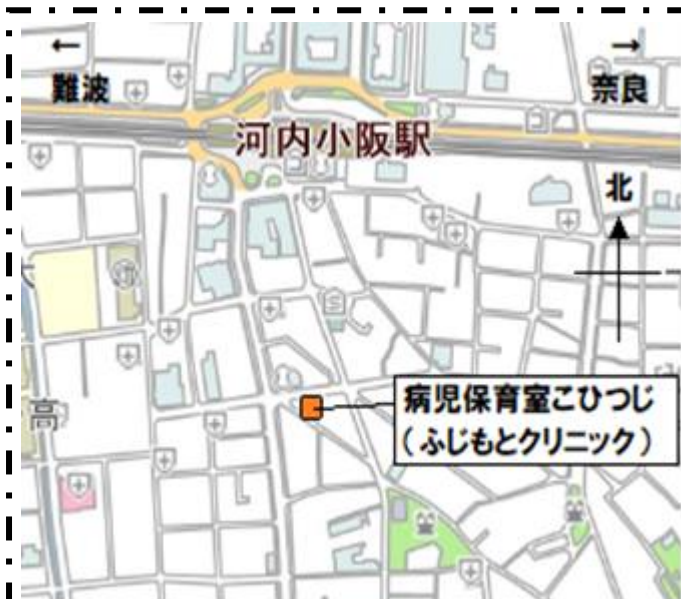 ←
難波
→
奈良
河内小阪駅
北
病児保育室こひつじ
（ふじもとクリニック）
高